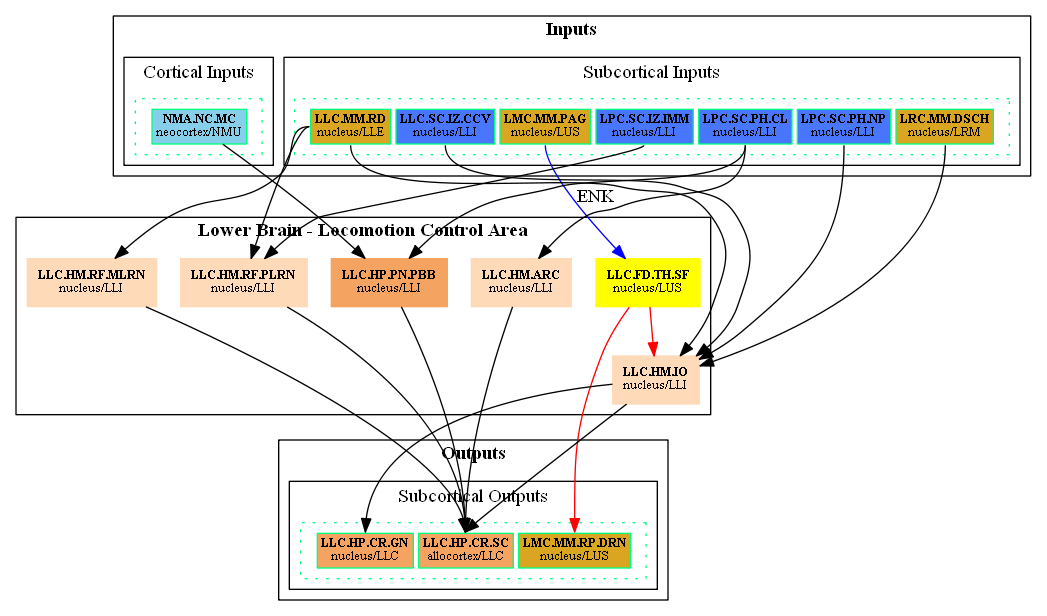 Inputs
Cortical Inputs
Subcortical Inputs
NMA.NC.MC
neocortex/NMU
LLC.MM.RD
nucleus/LLE
LLC.SC.IZ.CCV
nucleus/LLI
LMC.MM.PAG
nucleus/LUS
LPC.SC.IZ.IMM
nucleus/LLI
LPC.SC.PH.CL
nucleus/LLI
LPC.SC.PH.NP
nucleus/LLI
LRC.MM.DSCH
nucleus/LRM
ENK
Lower Brain - Locomotion Control Area
LLC.HM.RF.MLRN
nucleus/LLI
LLC.HM.RF.PLRN
nucleus/LLI
LLC.HP.PN.PBB
nucleus/LLI
LLC.HM.ARC
nucleus/LLI
LLC.FD.TH.SF
nucleus/LUS
LLC.HM.IO
nucleus/LLI
Outputs
Subcortical Outputs
LLC.HP.CR.GN
nucleus/LLC
LLC.HP.CR.SC
allocortex/LLC
LMC.MM.RP.DRN
nucleus/LUS